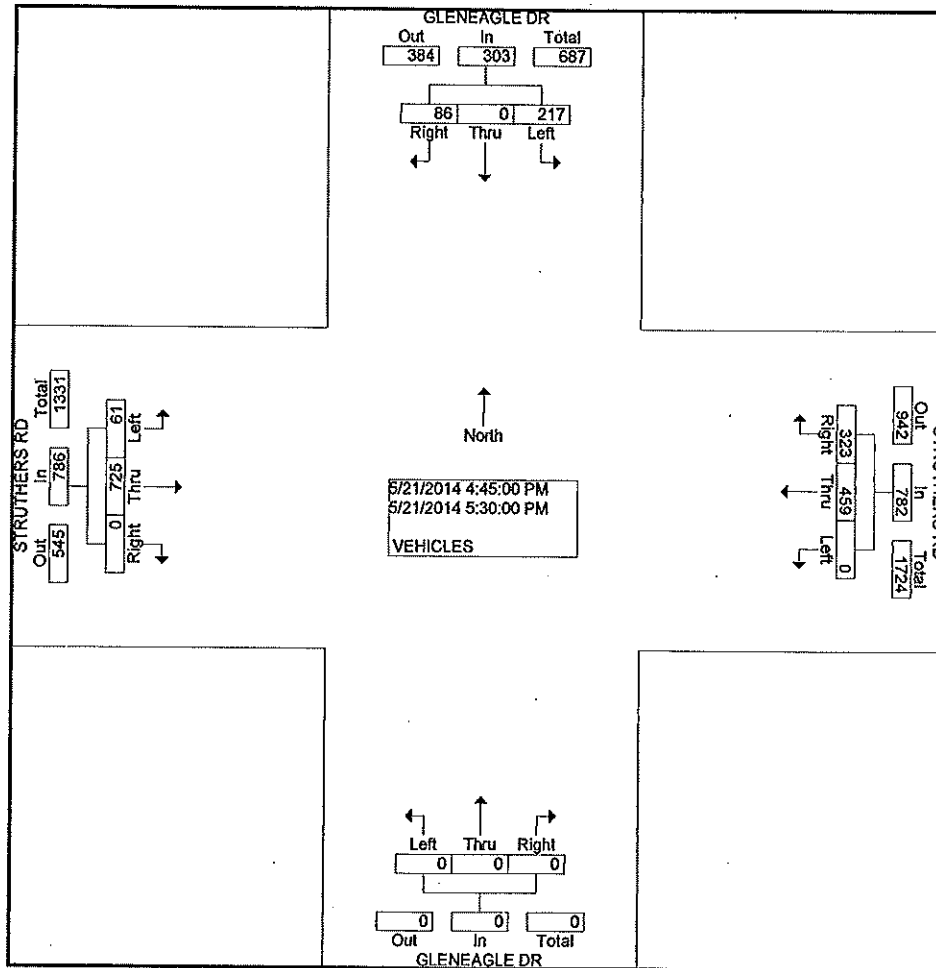 GLENEAGLE DR
Out In Total
384 303 687
86 0 217
Right Thru Left
STRUTHERS RD
Total In Out
1331 786 545
61 725 0
Left Thru Right
North
5/21/2014 4:45:00 PM
5/21/2014 5:30:00 PM
VEHICLES
Right Thru Left
323 459 0
942 782 1724
Out In Total
Left Thru Right
0 0 0
0 0 0
Out In Total
GLENEAGLE DR